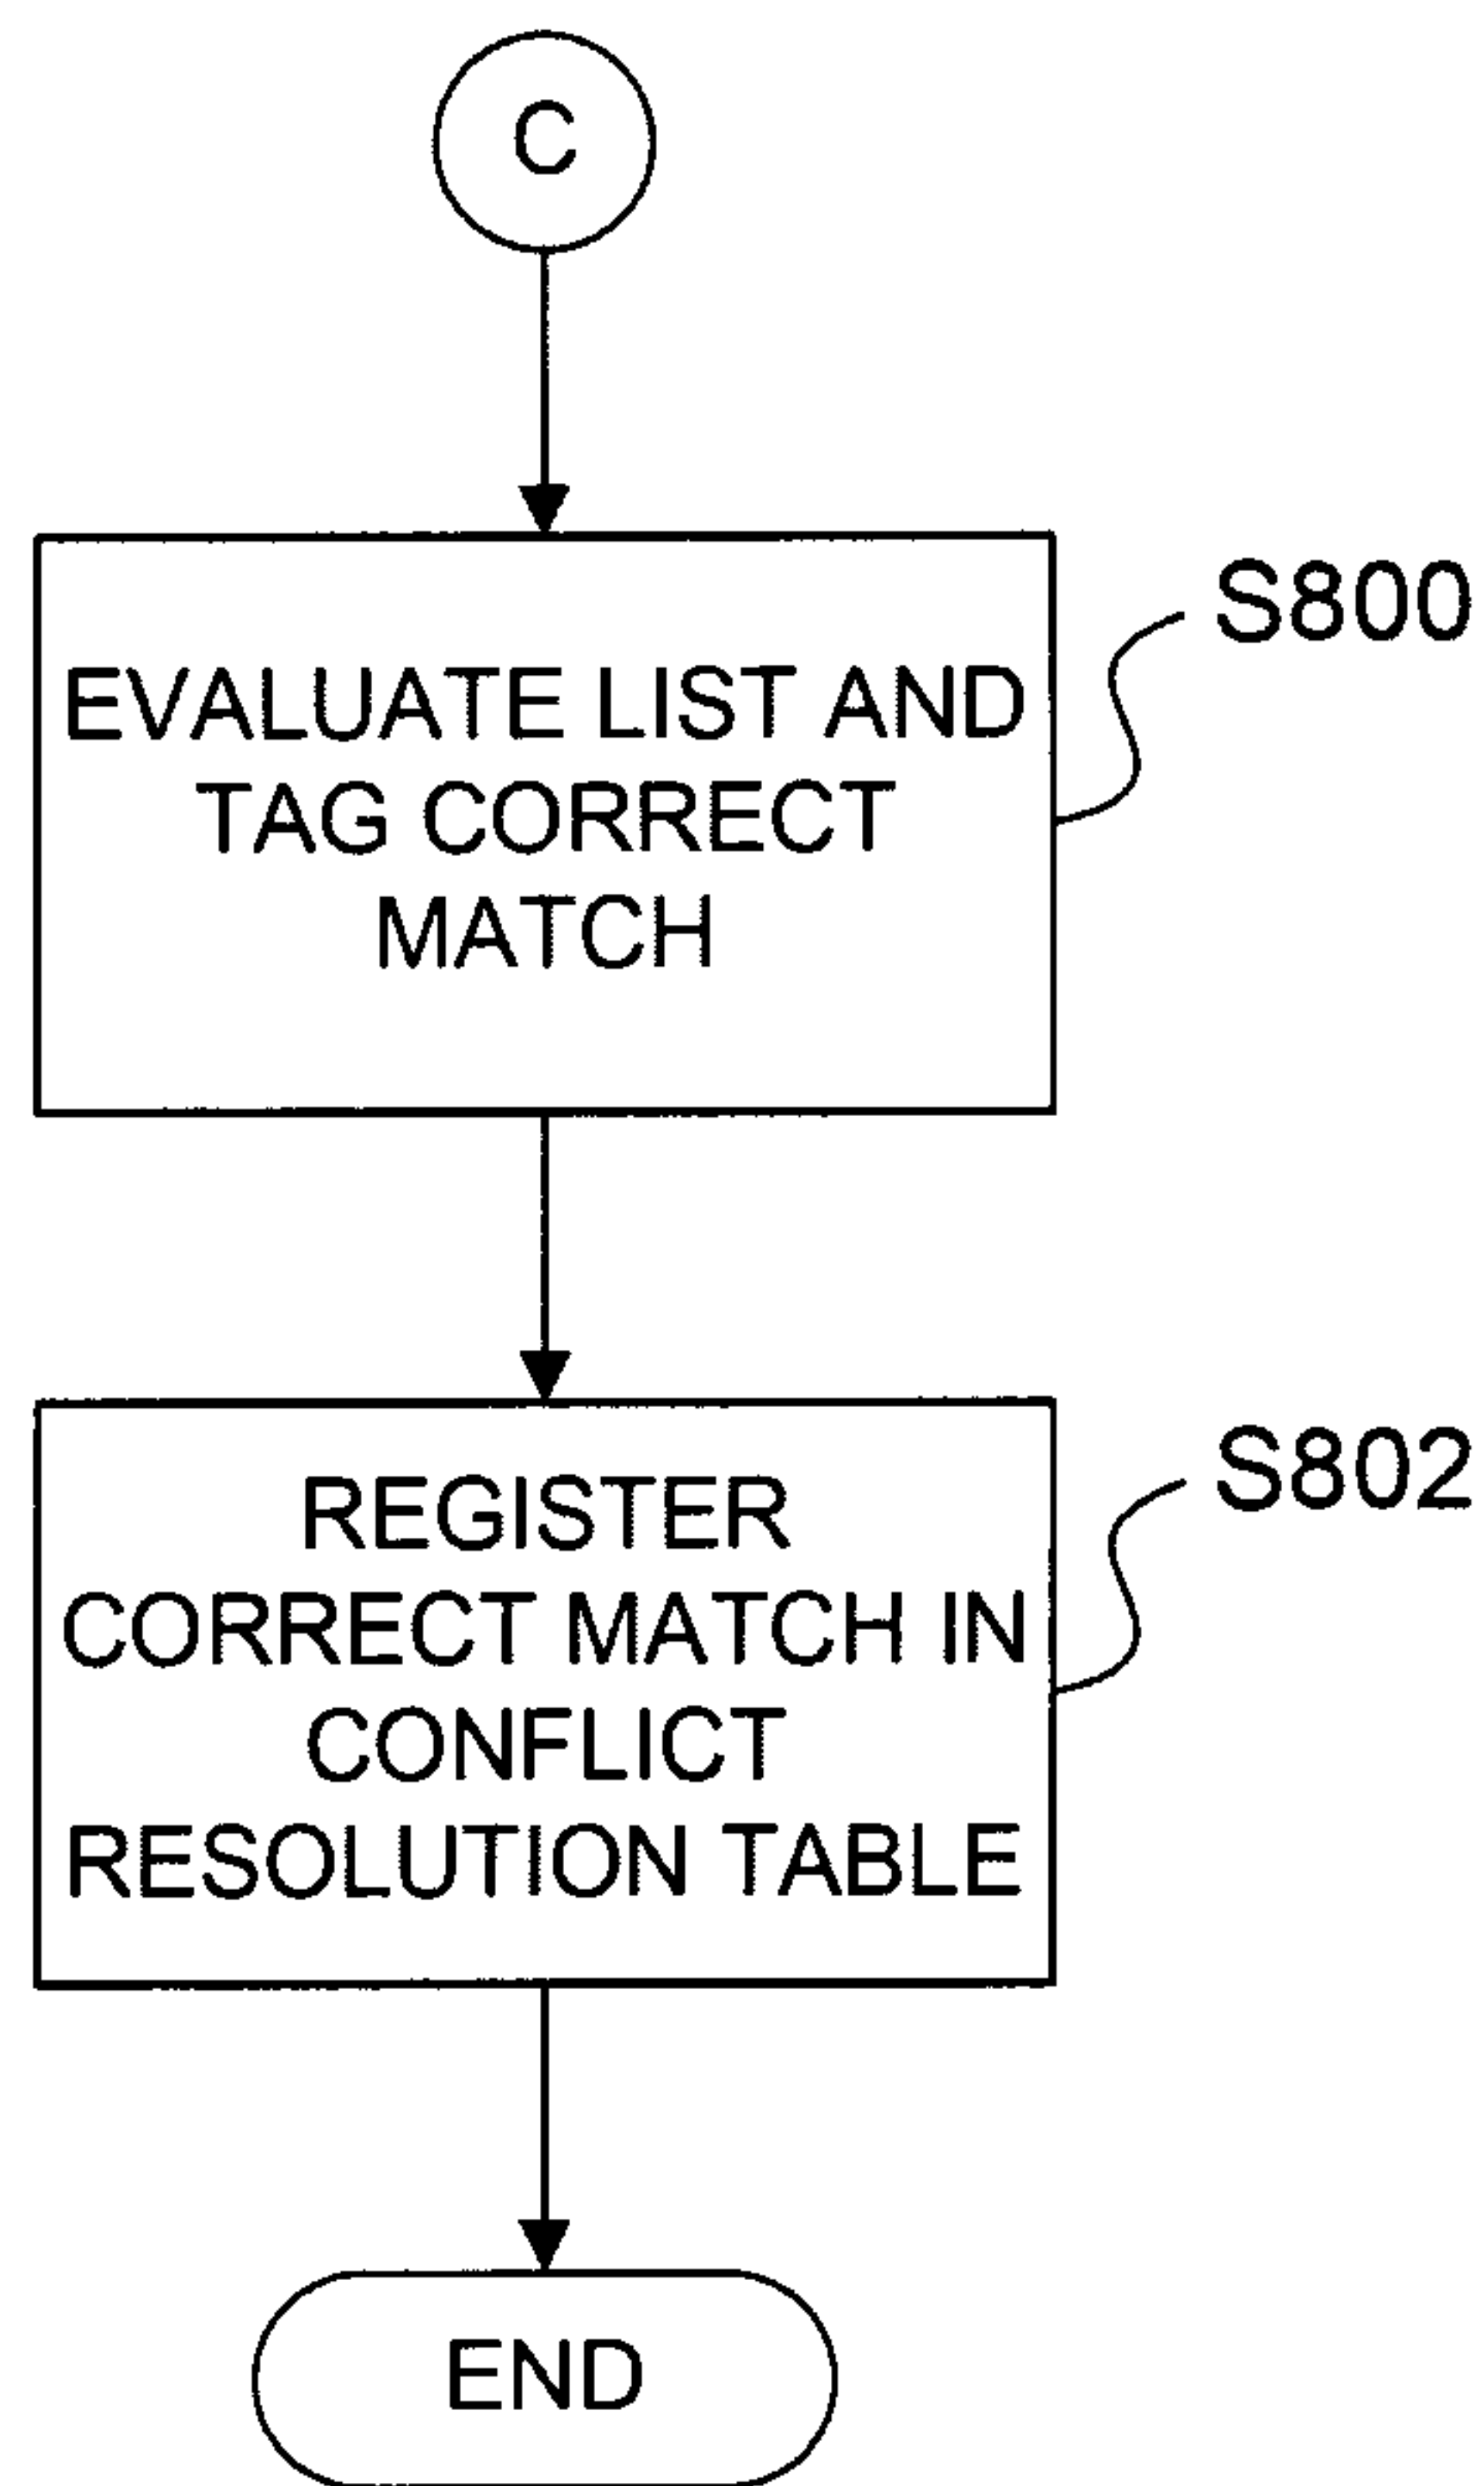 C
S800
EVALUATE LIST AND
TAG CORRECT
MATCH
S802
REGISTER
CORRECT MATCH IN
CONFLICT
RESOLUTION TABLE
END